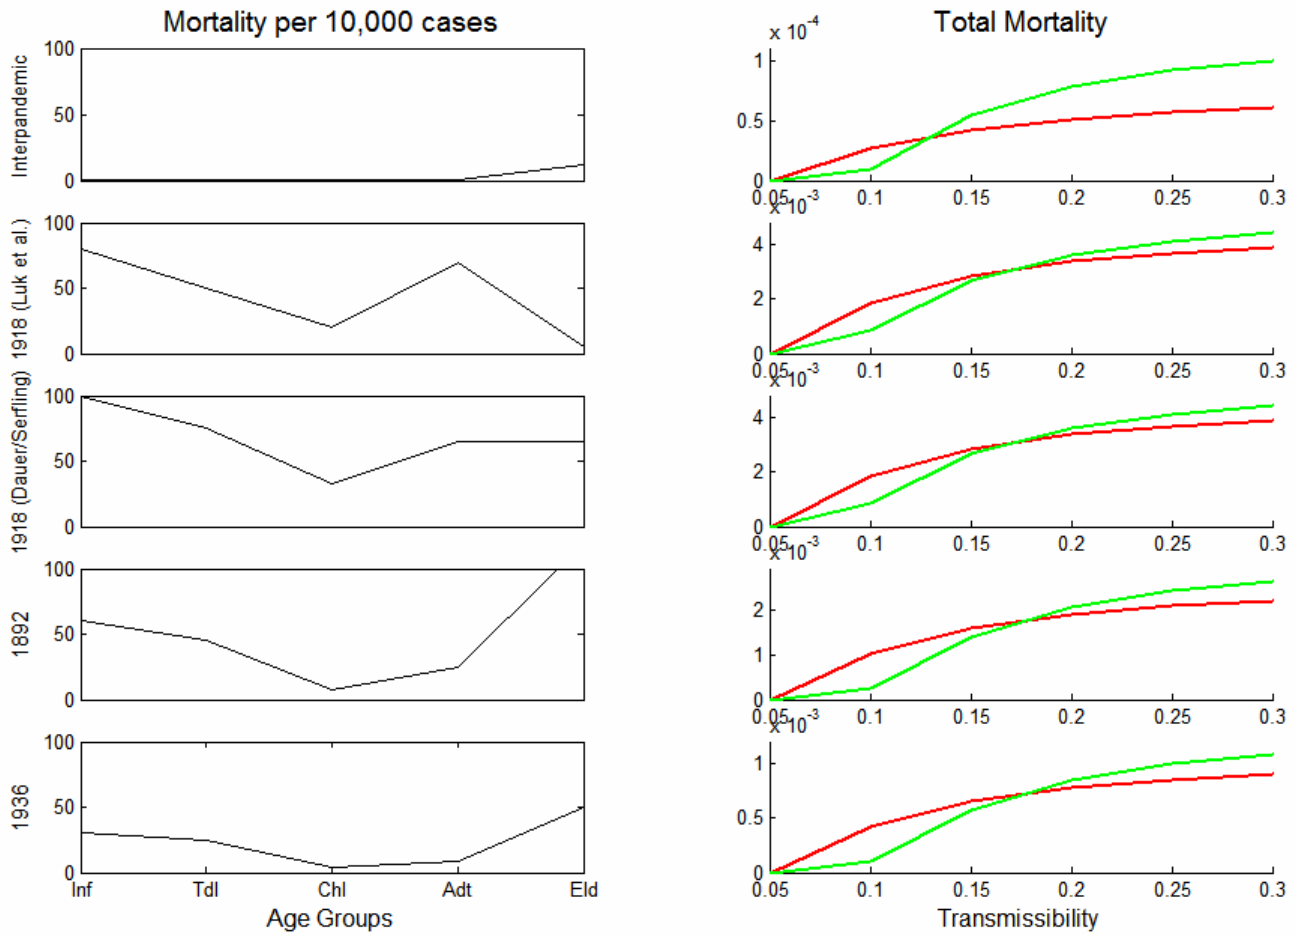 Mortality per 10,000 cases
Interpandemic
100
50
0
1918 (Luk et al.)
100
50
0
1918 (Dauer/Serfling)
100
50
0
1892
100
50
0
1936
100
50
0
Inf Tdl Chl Adt Eld
Age Groups
Total Mortality
x 10^-4
1
0.5
0
0.05 0.1 0.15 0.2 0.25 0.3
x 10^-3
4
2
0
0.05 0.1 0.15 0.2 0.25 0.3
x 10^-3
4
2
0
0.05 0.1 0.15 0.2 0.25 0.3
x 10^-3
2
1
0
0.05 0.1 0.15 0.2 0.25 0.3
x 10^-3
1
0.5
0
0.05 0.1 0.15 0.2 0.25 0.3
Transmissibility